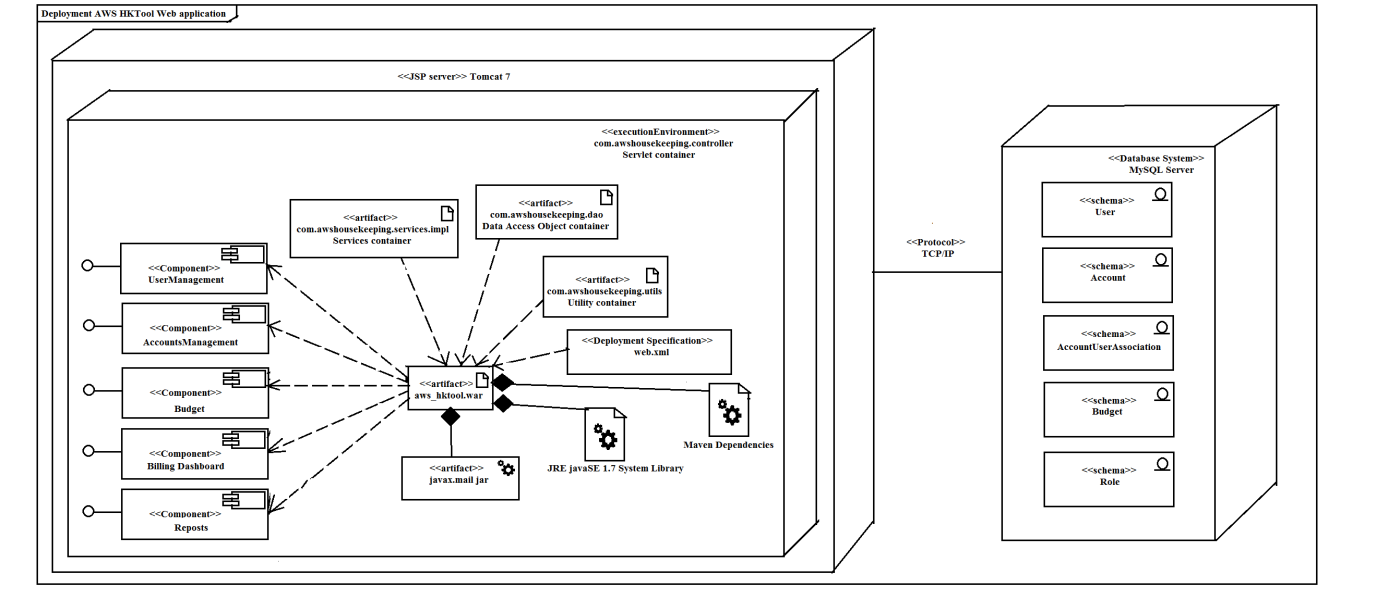 Deployment AWS HKTool Web application
<<JSP server>> Tomcat 7
<<executionEnvironment>>
com.awshousekeeping.controller
Servlet container
<<artifact>>
com.awshousekeeping.services.impl
Services container
<<artifact>>
com.awshousekeeping.dao
Data Access Object container
<<artifact>>
com.awshousekeeping.utils
Utility container
<<Deployment Specification>>
web.xml
<<Component>>
UserManagement
<<Component>>
AccountsManagement
<<Component>>
Budget
<<Component>>
Billing Dashboard
<<Component>>
Reposts
<<artifact>>
aws_hktool.war
<<artifact>>
javax.mail jar
JRE javaSE 1.7 System Library
Maven Dependencies
<<Protocol>>
TCP/IP
<<Database System>>
MySQL Server
<<schema>>
User
<<schema>>
Account
<<schema>>
AccountUserAssociation
<<schema>>
Budget
<<schema>>
Role